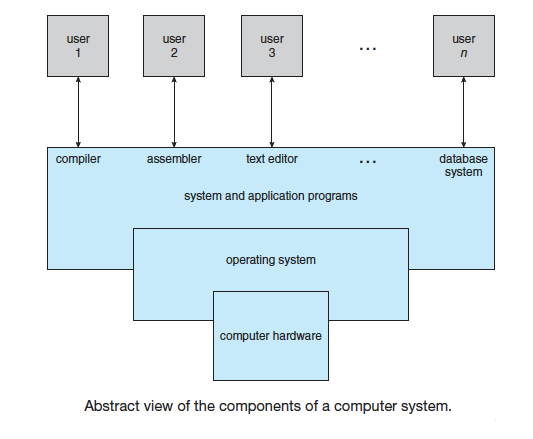 user
1
user
2
user
3
...
user
n
compiler
assembler
text editor
...
database
system
system and application programs
operating system
computer hardware
Abstract view of the components of a computer system.